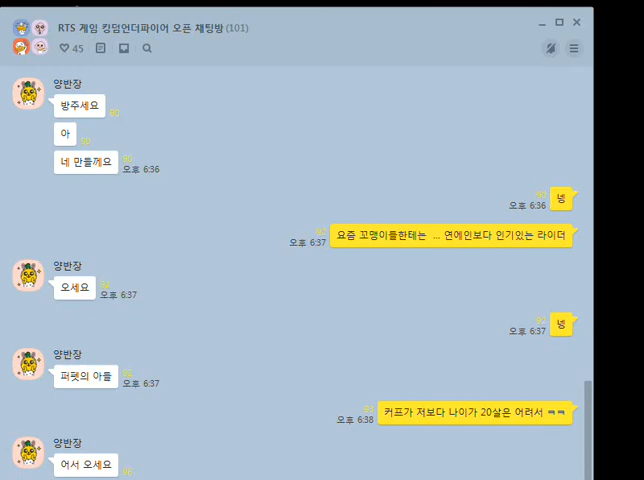 RTS 게임 킹덤언더파이어 오픈 채팅방 (101)
45
양반장
방주세요
아
네 만들께요
오후 6:36
넹
오후 6:36
요즘 꼬맹이들한테는 ... 연예인보다 인기있는 라이더
오후 6:37
양반장
오세요
오후 6:37
넹
오후 6:37
양반장
퍼펫의 아들
오후 6:37
커프가 저보다 나이가 20살은 어려서 ㅋㅋ
오후 6:38
양반장
어서 오세요